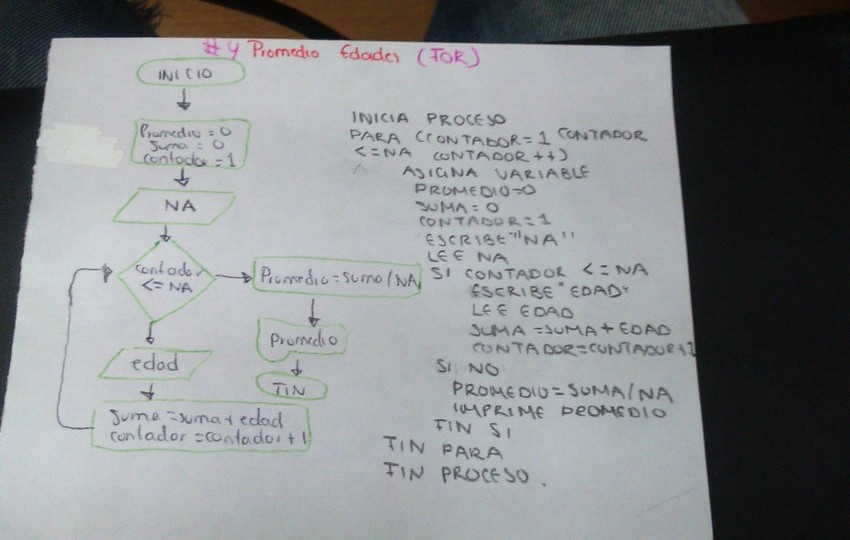 #4 Promedio Edades (FOR)
INICIO
Promedio = 0
Suma = 0
contador = 1
NA
contador
<= NA
Promedio = suma / NA
edad
Promedio
FIN
suma = suma + edad
contador = contador + 1
INICIA PROCESO
PARA (CONTADOR = 1 CONTADOR
<= NA CONTADOR ++)
ASIGNA VARIABLE
PROMEDIO=0
SUMA = 0
CONTADOR = 1
ESCRIBE "NA"
LEE NA
SI CONTADOR <= NA
ESCRIBE "EDAD"
LEE EDAD
SUMA = SUMA + EDAD
CONTADOR = CONTADOR + 1
SI NO
PROMEDIO = SUMA / NA
IMPRIME PROMEDIO
FIN SI
FIN PARA
FIN PROCESO.